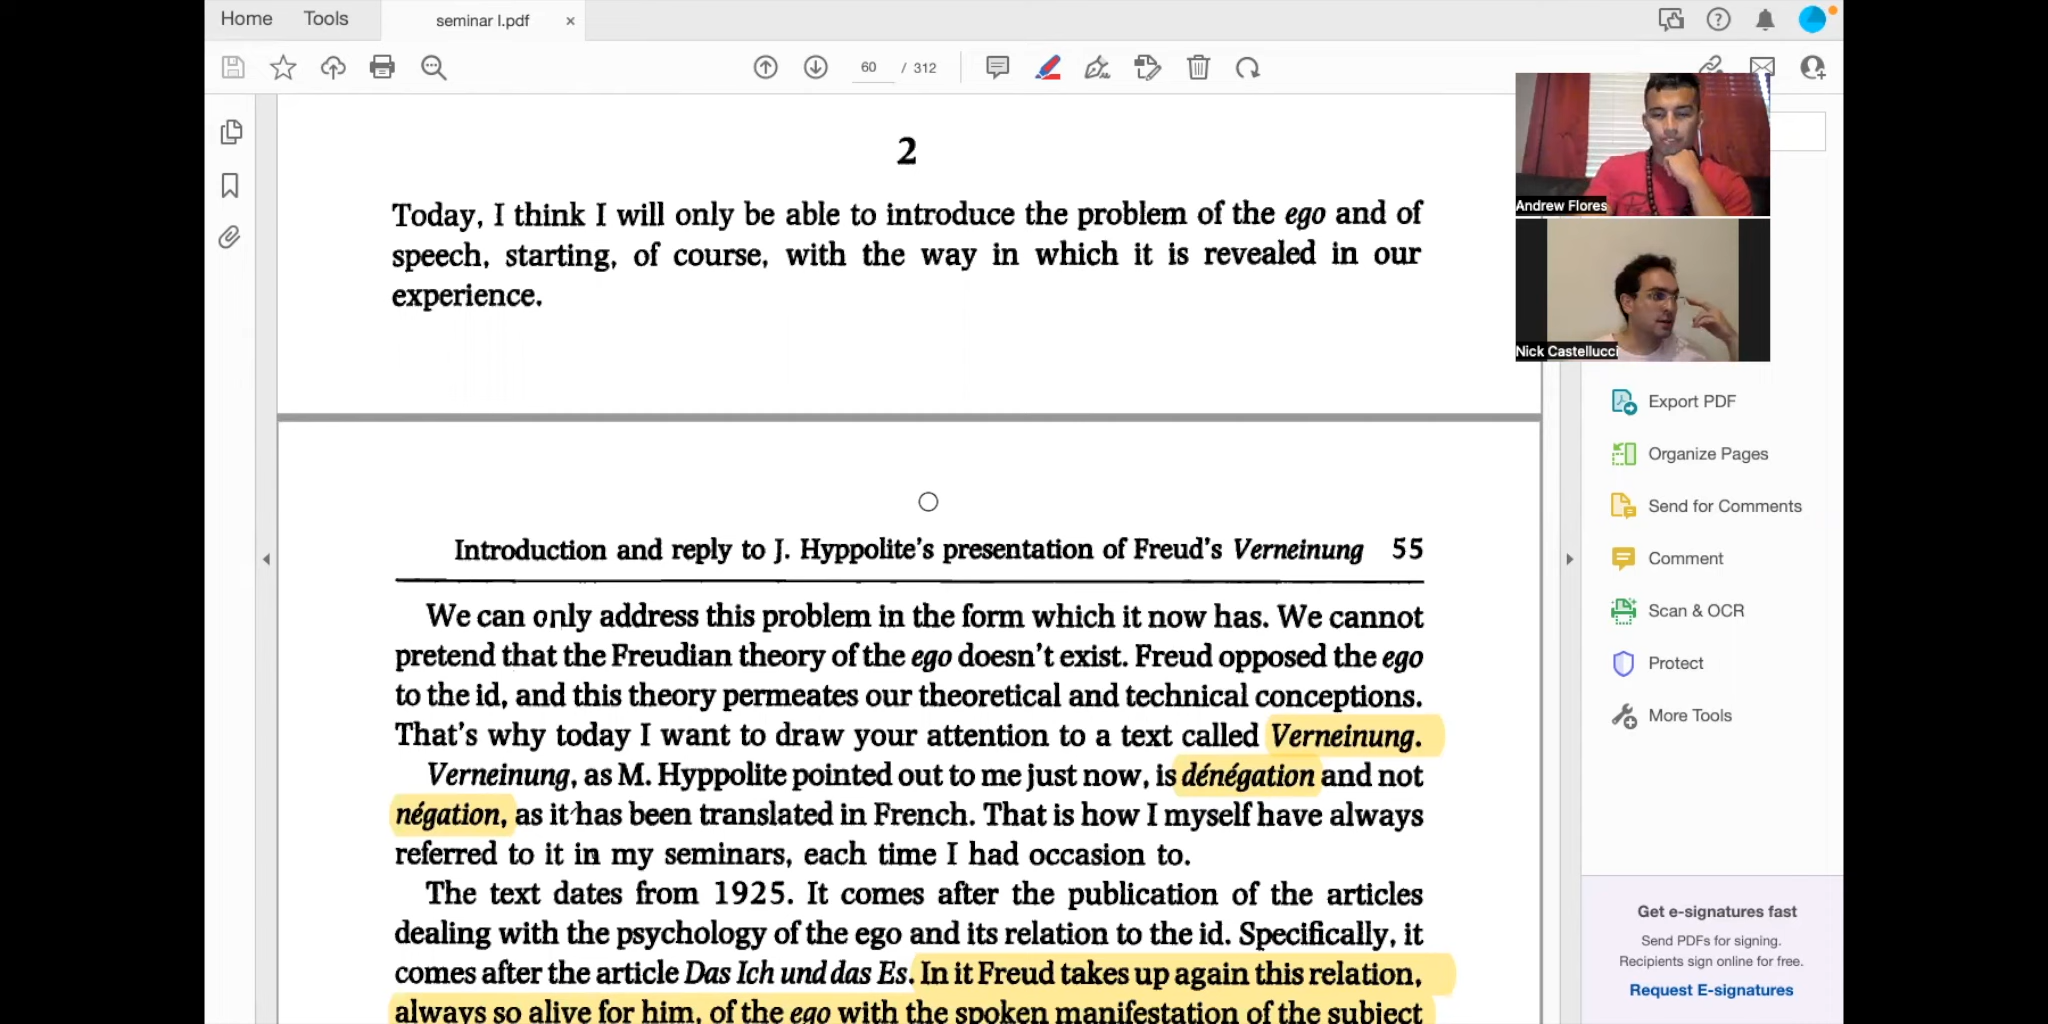 Home Tools seminar I.pdf ×
60 / 312
2
Today, I think I will only be able to introduce the problem of the ego and of
speech, starting, of course, with the way in which it is revealed in our
experience.
Andrew Flores
Nick Castellucci
Introduction and reply to J. Hyppolite's presentation of Freud's Verneinung 55
We can only address this problem in the form which it now has. We cannot
pretend that the Freudian theory of the ego doesn't exist. Freud opposed the ego
to the id, and this theory permeates our theoretical and technical conceptions.
That's why today I want to draw your attention to a text called Verneinung.
Verneinung, as M. Hyppolite pointed out to me just now, is dénégation and not
négation, as it has been translated in French. That is how I myself have always
referred to it in my seminars, each time I had occasion to.
The text dates from 1925. It comes after the publication of the articles
dealing with the psychology of the ego and its relation to the id. Specifically, it
comes after the article Das Ich und das Es. In it Freud takes up again this relation,
always so alive for him, of the ego with the spoken manifestation of the subject
Export PDF
Organize Pages
Send for Comments
Comment
Scan & OCR
Protect
More Tools
Get e-signatures fast
Send PDFs for signing.
Recipients sign online for free.
Request E-signatures